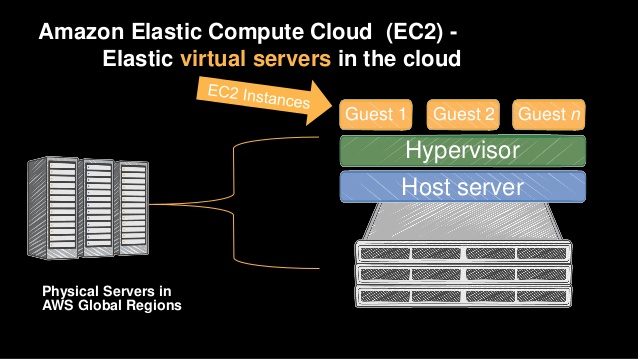 Amazon Elastic Compute Cloud (EC2) -
Elastic virtual servers in the cloud
EC2 Instances
Guest 1 Guest 2 Guest n
Hypervisor
Host server
Physical Servers in
AWS Global Regions